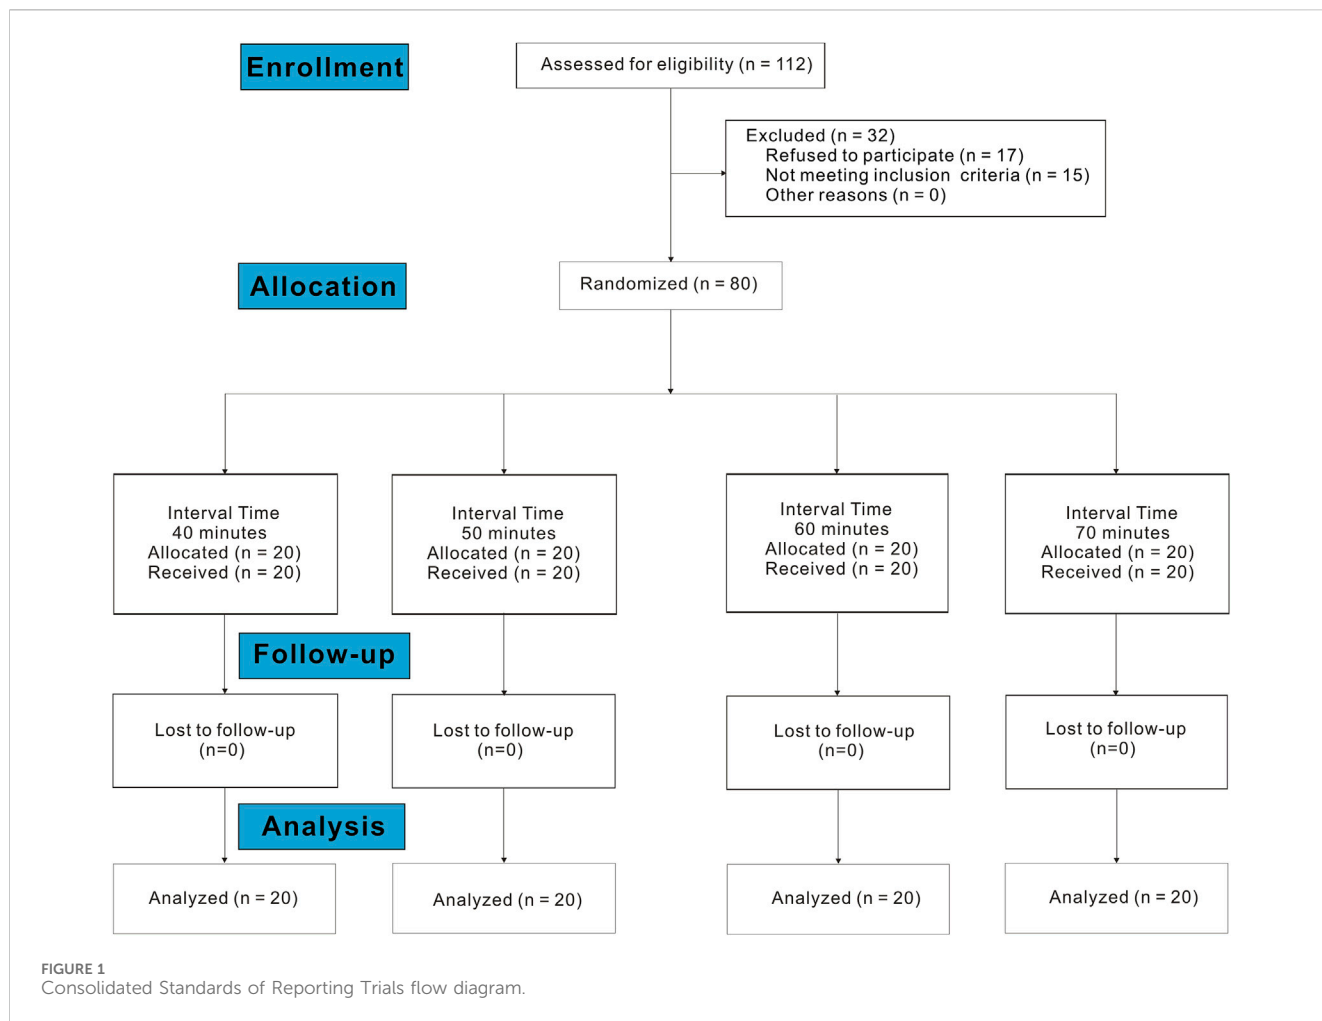 Enrollment
Assessed for eligibility (n = 112)
Excluded (n = 32)
Refused to participate (n = 17)
Not meeting inclusion criteria (n = 15)
Other reasons (n = 0)
Allocation
Randomized (n = 80)
Interval Time
40 minutes
Allocated (n = 20)
Received (n = 20)
Interval Time
50 minutes
Allocated (n = 20)
Received (n = 20)
Interval Time
60 minutes
Allocated (n = 20)
Received (n = 20)
Interval Time
70 minutes
Allocated (n = 20)
Received (n = 20)
Follow-up
Lost to follow-up
(n=0)
Lost to follow-up
(n=0)
Lost to follow-up
(n=0)
Lost to follow-up
(n=0)
Analysis
Analyzed (n = 20)
Analyzed (n = 20)
Analyzed (n = 20)
Analyzed (n = 20)
FIGURE 1
Consolidated Standards of Reporting Trials flow diagram.